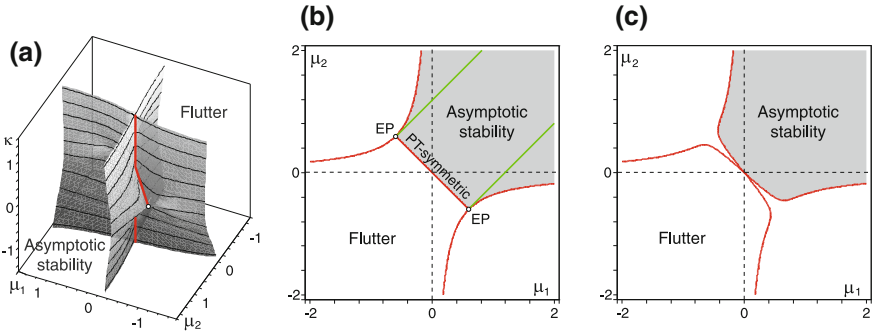 (a)
Flutter
κ
1
0
-1
Asymptotic
stability
μ1
1
0
-1
μ2
1
0
-1
(b)
2
μ2
Asymptotic
stability
EP
PT-symmetric
0
EP
Flutter
-2
μ1
-2
0
2
(c)
2
μ2
Asymptotic
stability
0
Flutter
-2
μ1
-2
0
2